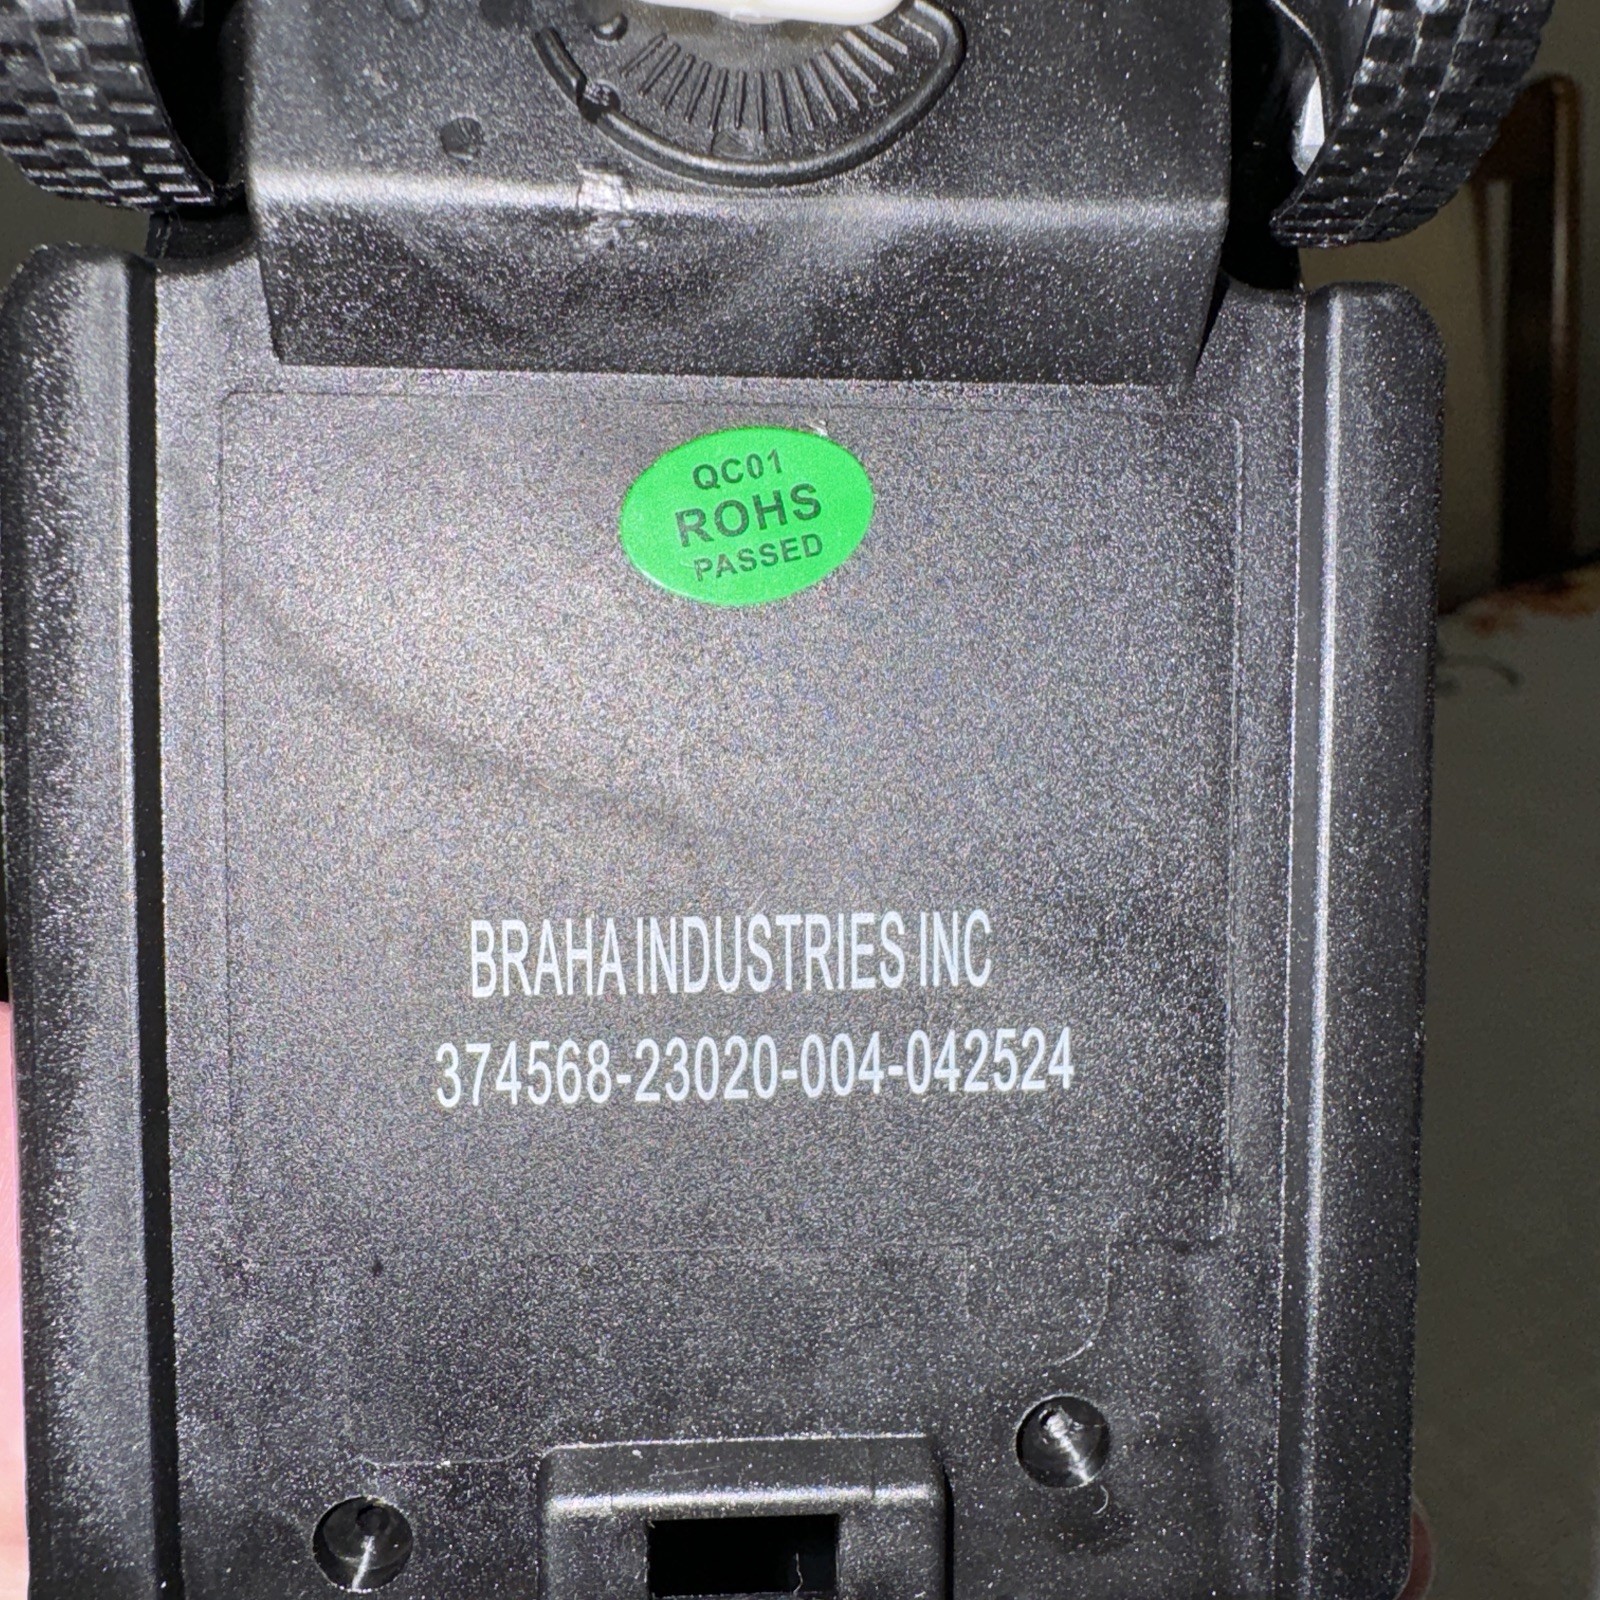 QC01
ROHS
PASSED
BRAHA INDUSTRIES INC
374568-23020-004-042524